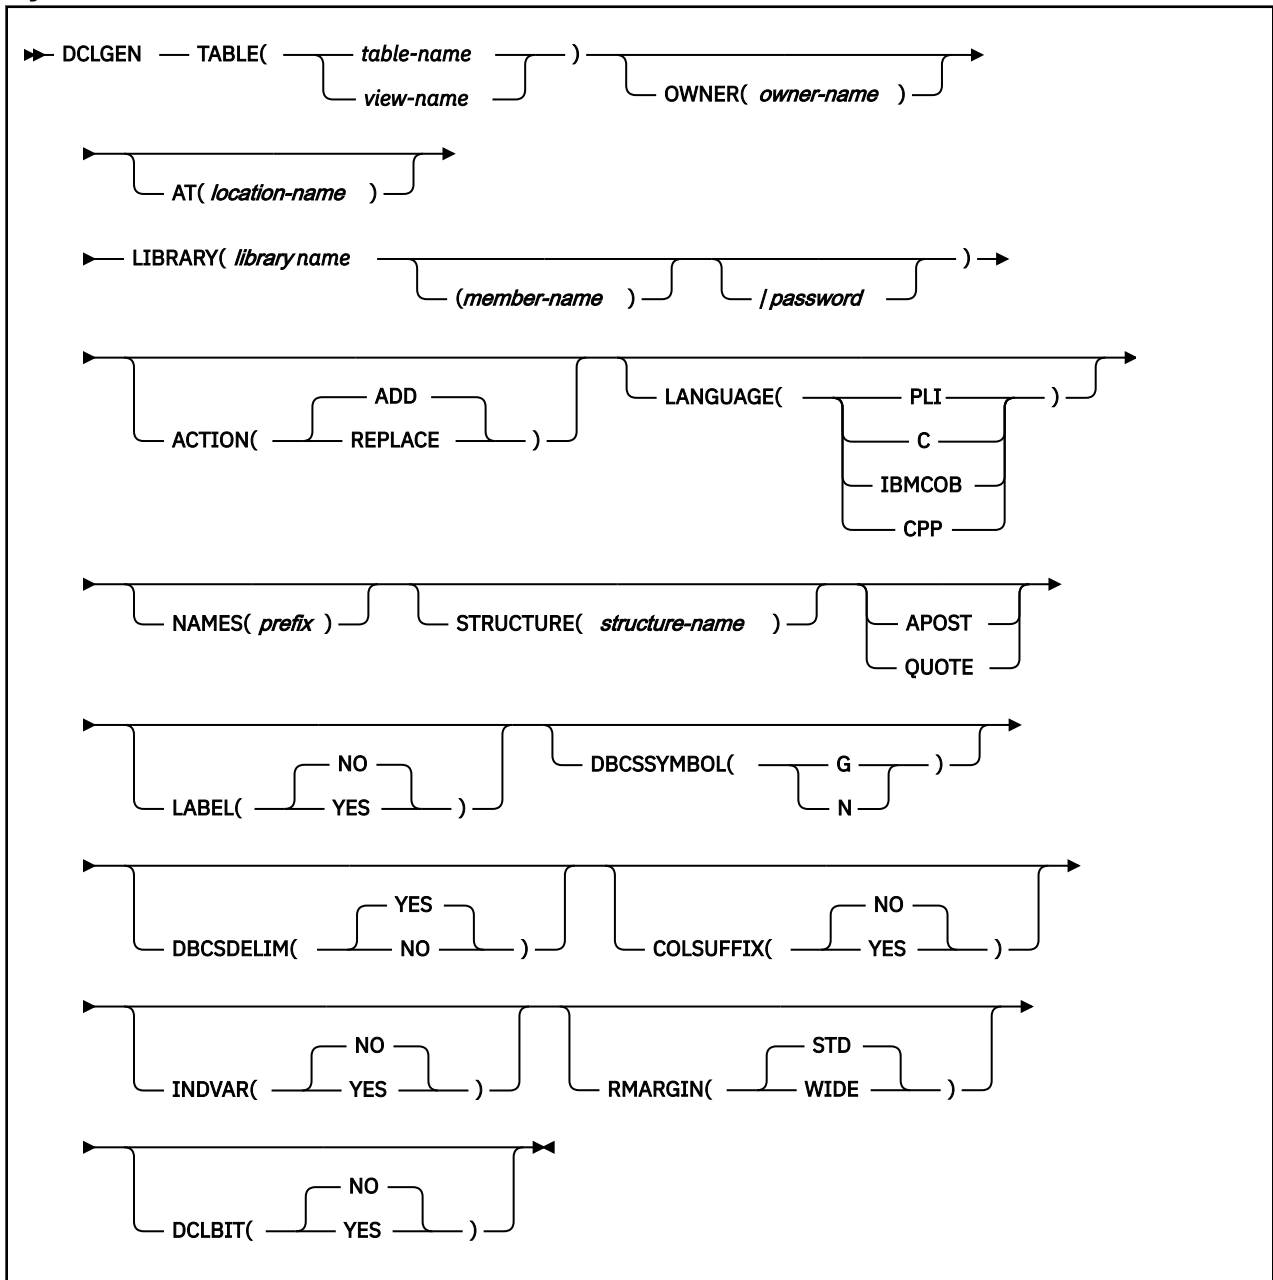 DCLGEN TABLE( table-name )
view-name OWNER( owner-name )
AT( location-name )
LIBRARY( library name )
(member-name ) / password
ADD LANGUAGE( PLI )
ACTION( REPLACE ) C
IBMCOB
CPP
NAMES( prefix ) STRUCTURE( structure-name ) APOST
QUOTE
NO DBCSSYMBOL( G )
LABEL( YES ) N
YES NO
DBCSDELIM( NO ) COLSUFFIX( YES )
NO STD
INDVAR( YES ) RMARGIN( WIDE )
NO
DCLBIT( YES )